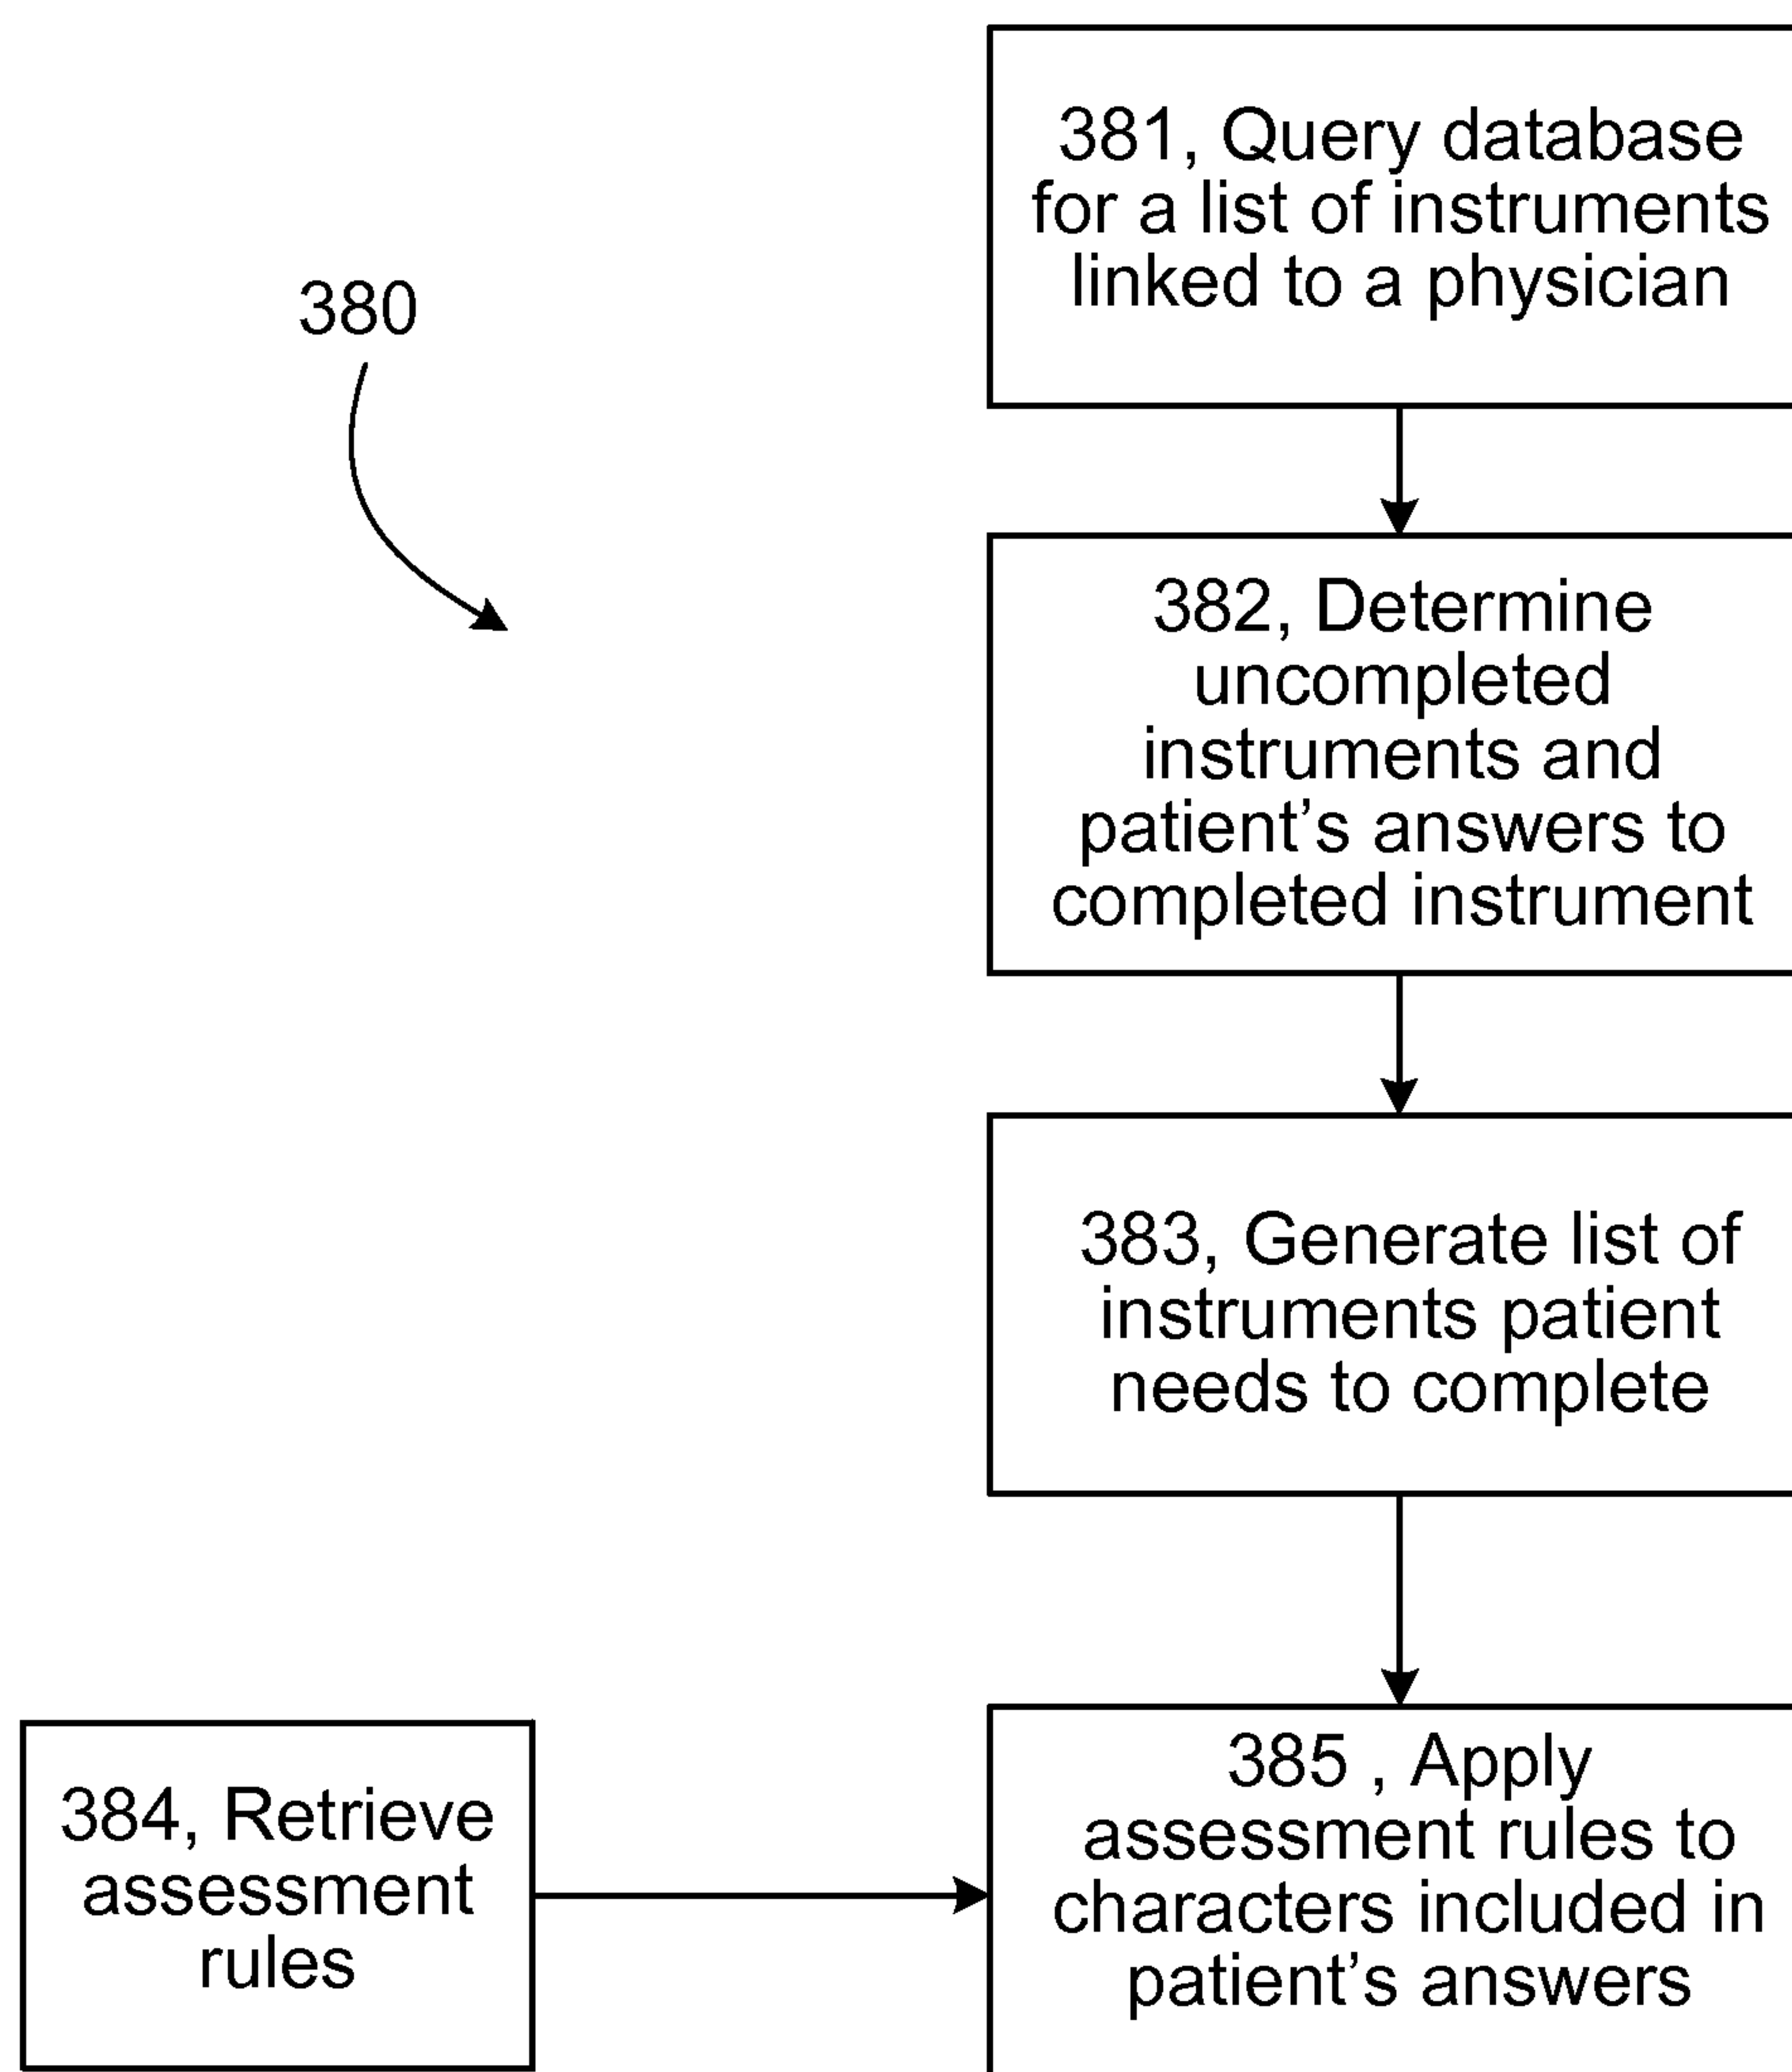 381, Query database
for a list of instruments
linked to a physician
380
382, Determine
uncompleted
instruments and
patient’s answers to
completed instrument
383, Generate list of
instruments patient
needs to complete
384, Retrieve
assessment
rules
385 , Apply
assessment rules to
characters included in
patient’s answers